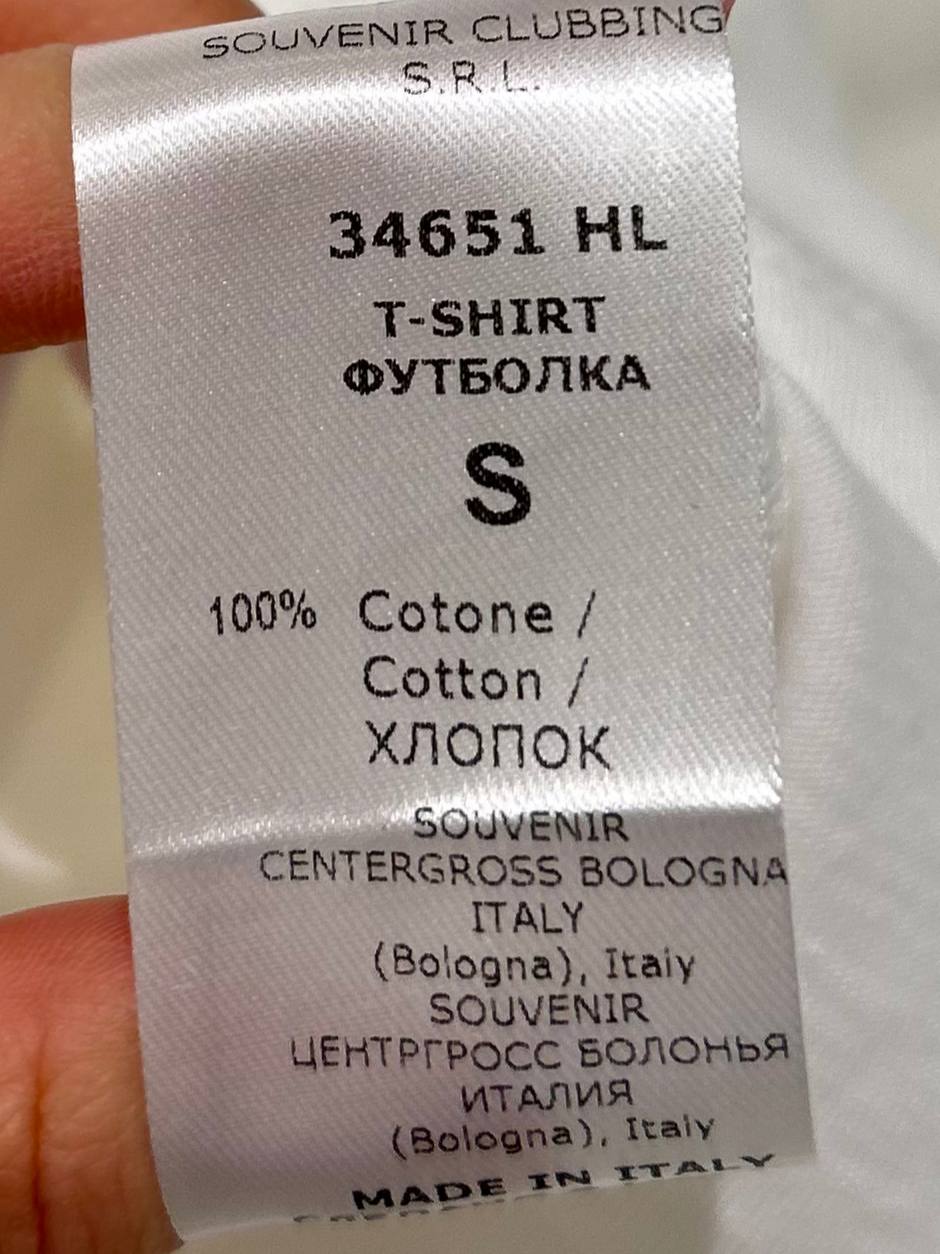 SOUVENIR CLUBBING
S.R.L.
34651 HL
T-SHIRT
ФУТБОЛКА
S
100% Cotone /
Cotton /
ХЛОПОК
SOUVENIR
CENTERGROSS BOLOGNA
ITALY
(Bologna), Italy
SOUVENIR
ЦЕНТРГРОСС БОЛОНЬЯ
ИТАЛИЯ
(Bologna), Italy
MADE IN ITALY